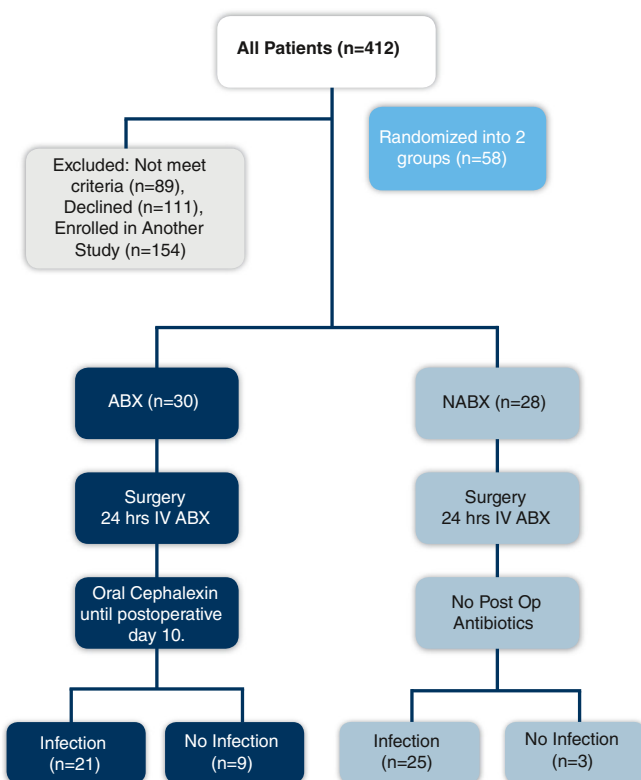 All Patients (n=412)
Randomized into 2
groups (n=58)
Excluded: Not meet
criteria (n=89),
Declined (n=111),
Enrolled in Another
Study (n=154)
ABX (n=30)
NABX (n=28)
Surgery
24 hrs IV ABX
Surgery
24 hrs IV ABX
Oral Cephalexin
until postoperative
day 10.
No Post Op
Antibiotics
Infection
(n=21)
No Infection
(n=9)
Infection
(n=25)
No Infection
(n=3)